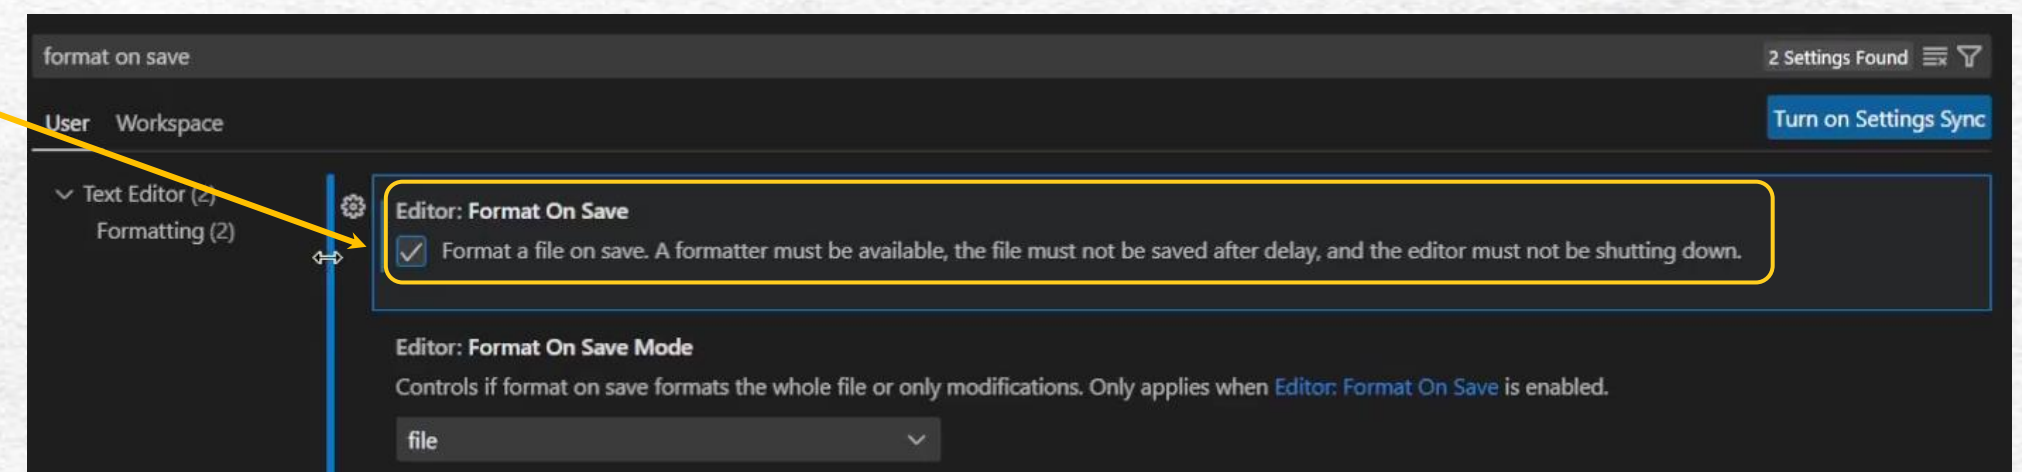 format on save
2 Settings Found
User Workspace
Turn on Settings Sync
Text Editor (2)
Formatting (2)
Editor: Format On Save
Format a file on save. A formatter must be available, the file must not be saved after delay, and the editor must not be shutting down.
Editor: Format On Save Mode
Controls if format on save formats the whole file or only modifications. Only applies when Editor: Format On Save is enabled.
file